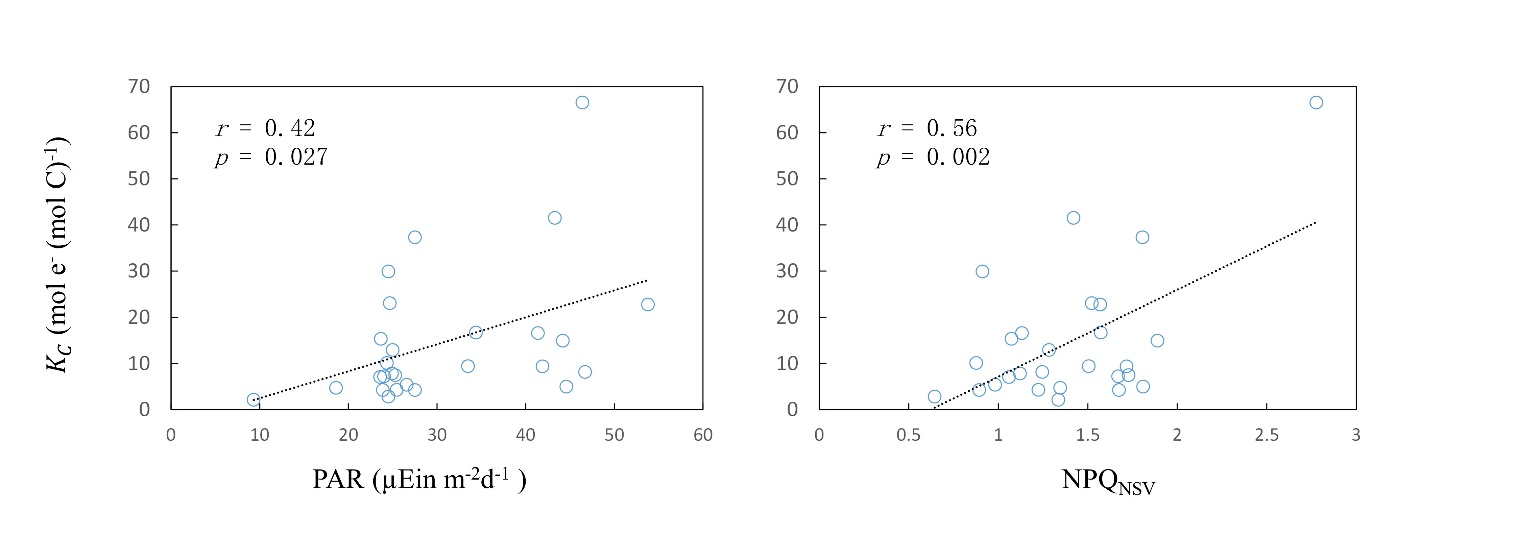 70
60
50
40
30
20
10
0
r = 0.42
p = 0.027
0 10 20 30 40 50 60
PAR (μEin m-2d-1 )
K_C (mol e- (mol C)-1)
70
60
50
40
30
20
10
0
r = 0.56
p = 0.002
0 0.5 1 1.5 2 2.5 3
NPQNSV